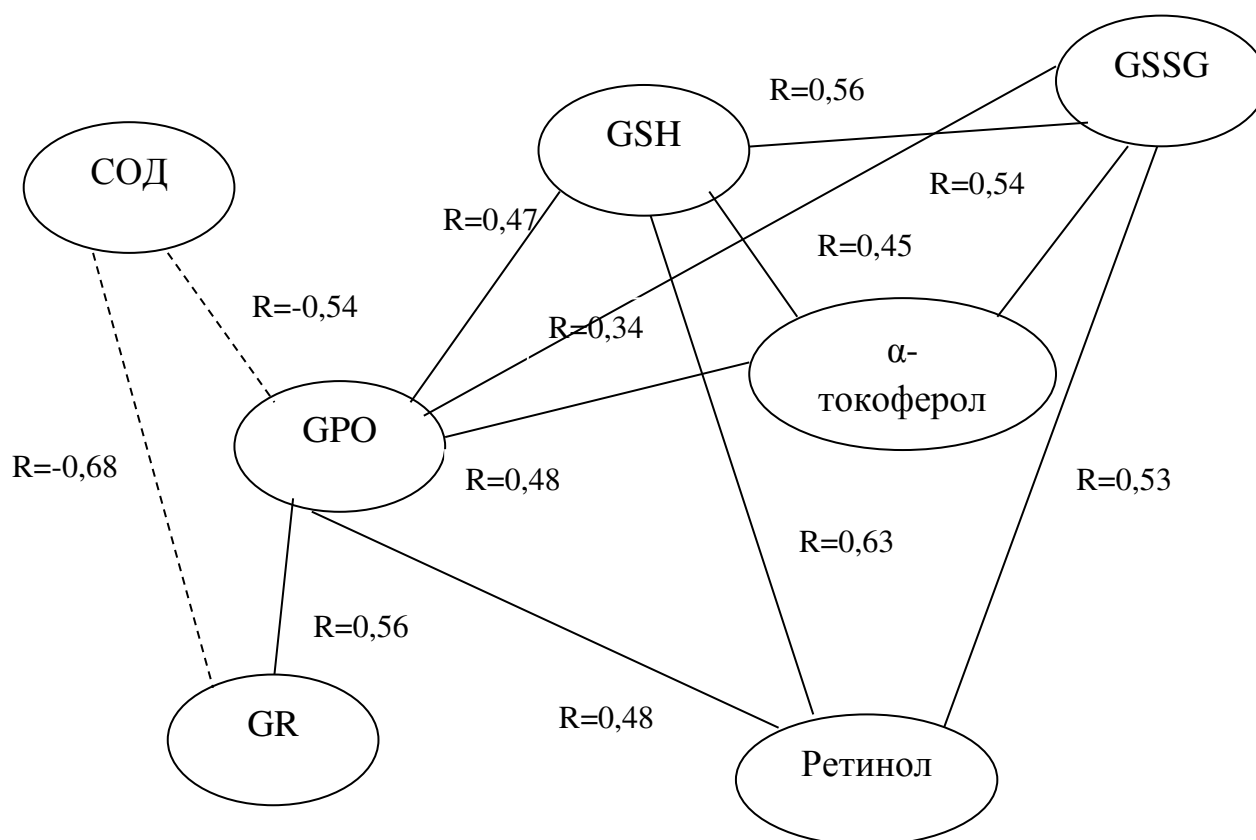 GSSG
R=0,56
GSH
СОД
R=0,54
R=0,47
R=0,45
R=-0,54
R=0,34
α-
токоферол
GPO
R=-0,68
R=0,48
R=0,53
R=0,63
R=0,56
R=0,48
GR
Ретинол